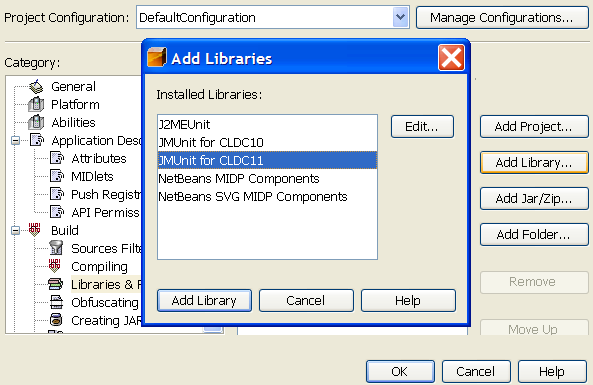 Project Configuration: DefaultConfiguration Manage Configurations...
Category:
General
Platform
Abilities
Application Desc
Attributes
MIDlets
Push Registr
API Permiss
Build
Sources Filte
Compiling
Libraries & R
Obfuscating
Creating JAR
Add Libraries
Installed Libraries:
J2MEUnit
JMUnit for CLDC10
JMUnit for CLDC11
NetBeans MIDP Components
NetBeans SVG MIDP Components
Edit...
Add Library
Cancel
Help
Add Project...
Add Library...
Add Jar/Zip...
Add Folder...
Remove
Move Up
OK
Cancel
Help